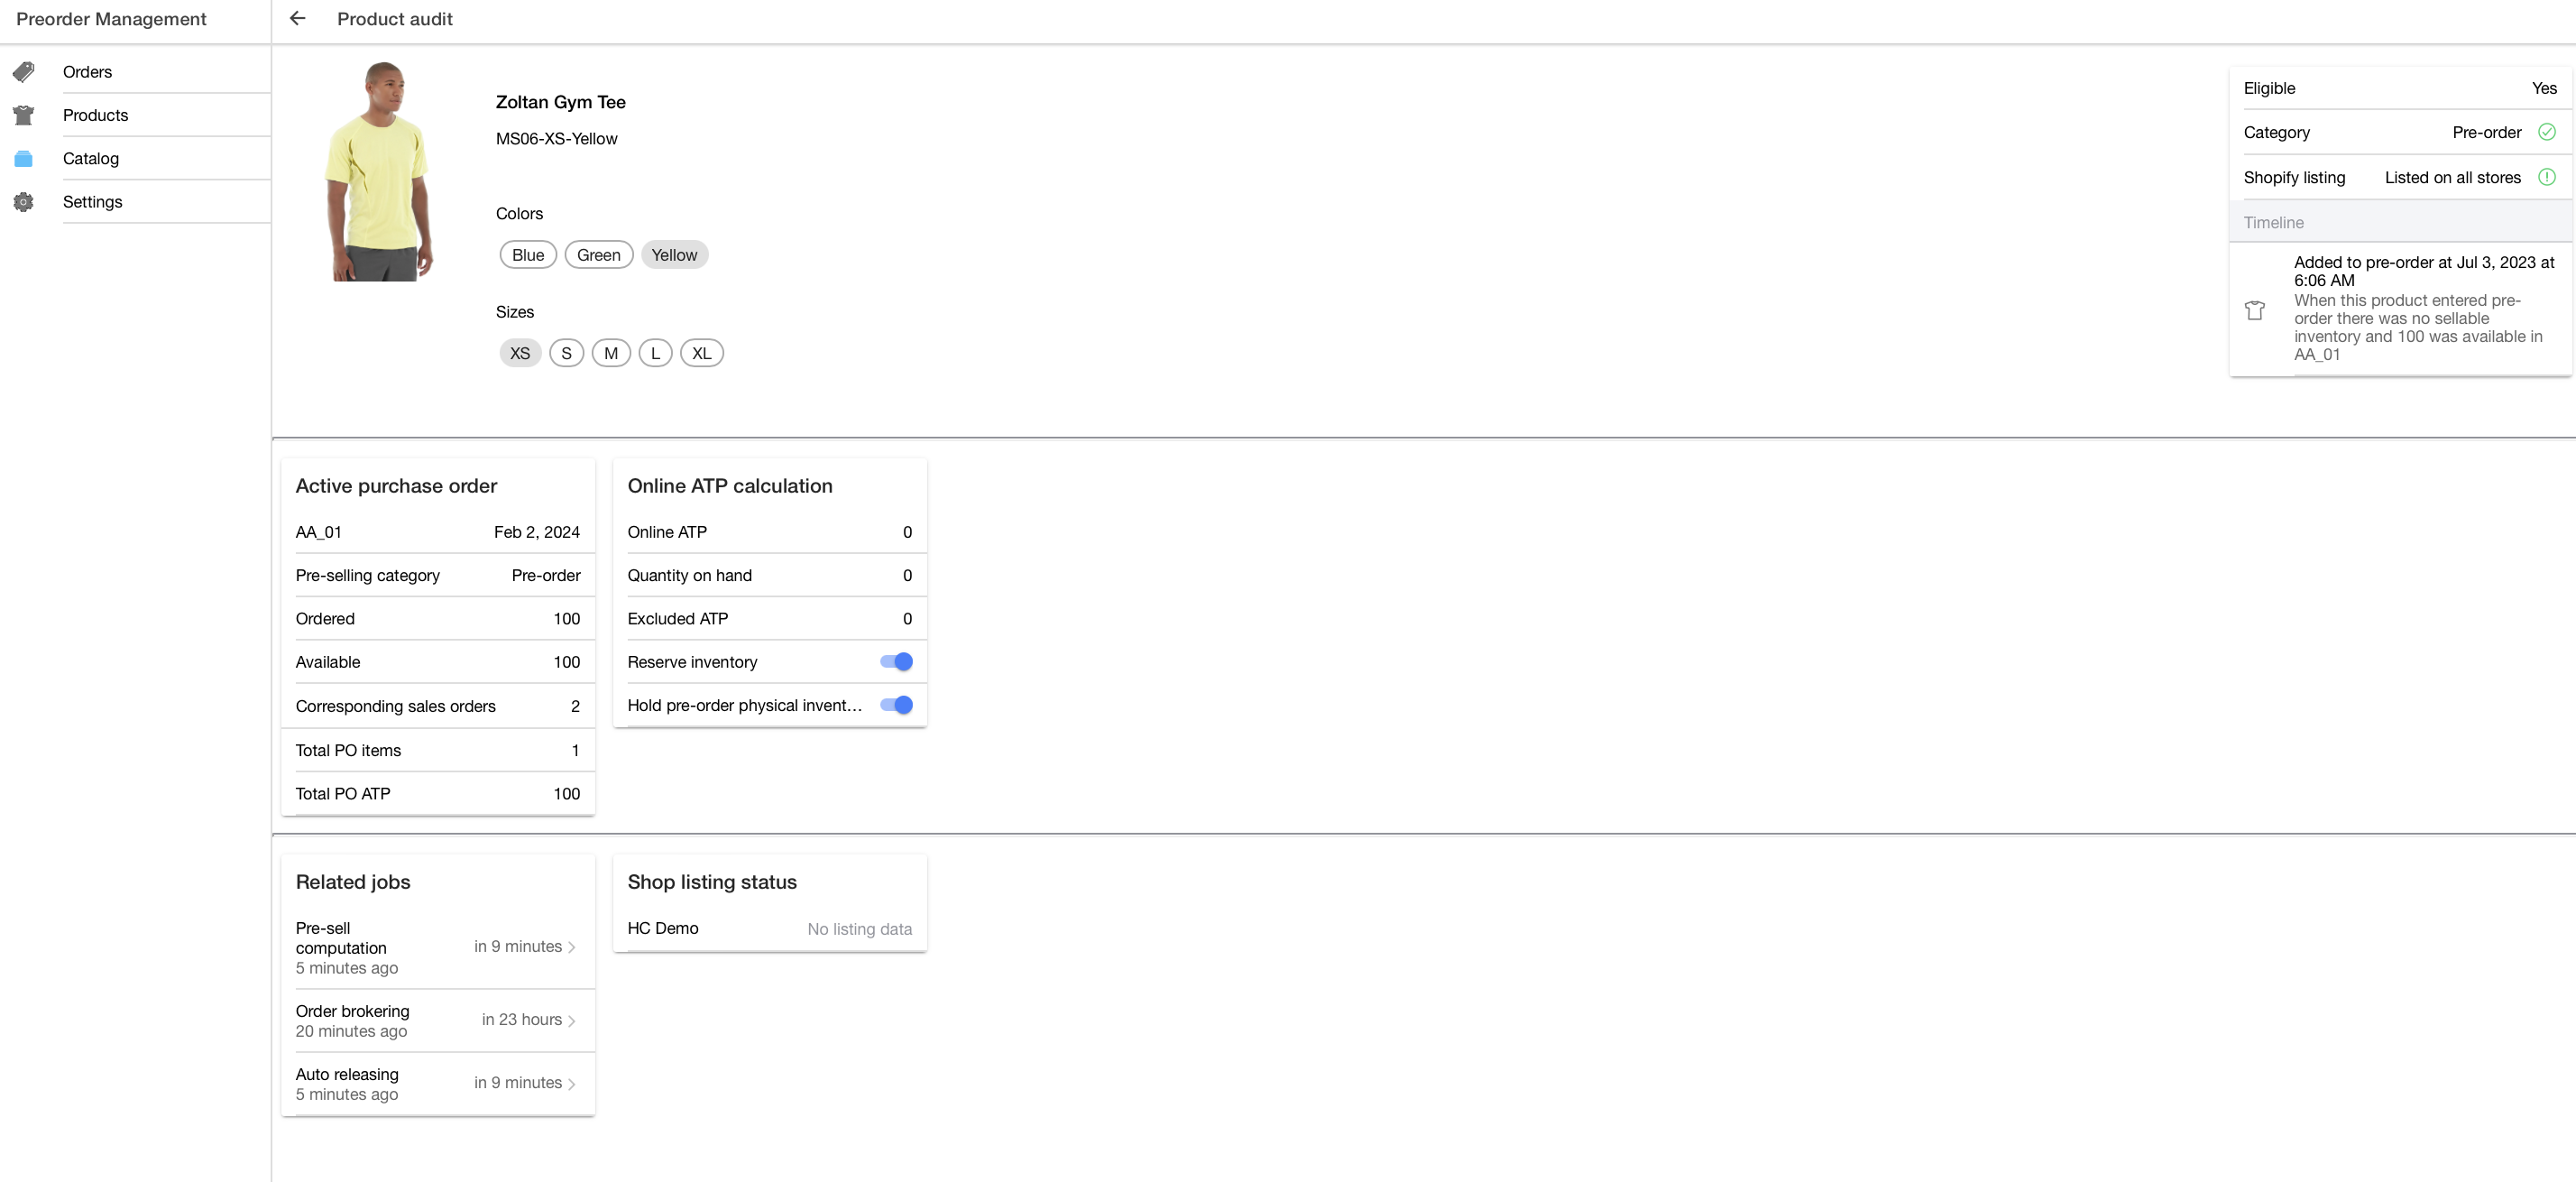 Preorder Management
Product audit
Orders
Products
Catalog
Settings
Zoltan Gym Tee
MS06-XS-Yellow
Colors
Blue Green Yellow
Sizes
XS S M L XL
Eligible Yes
Category Pre-order
Shopify listing Listed on all stores
Timeline
Added to pre-order at Jul 3, 2023 at
6:06 AM
When this product entered pre-
order there was no sellable
inventory and 100 was available in
AA_01
Active purchase order
AA_01 Feb 2, 2024
Pre-selling category Pre-order
Ordered 100
Available 100
Corresponding sales orders 2
Total PO items 1
Total PO ATP 100
Online ATP calculation
Online ATP 0
Quantity on hand 0
Excluded ATP 0
Reserve inventory
Hold pre-order physical invent...
Related jobs
Pre-sell
computation
5 minutes ago
in 9 minutes
Order brokering
20 minutes ago
in 23 hours
Auto releasing
5 minutes ago
in 9 minutes
Shop listing status
HC Demo No listing data